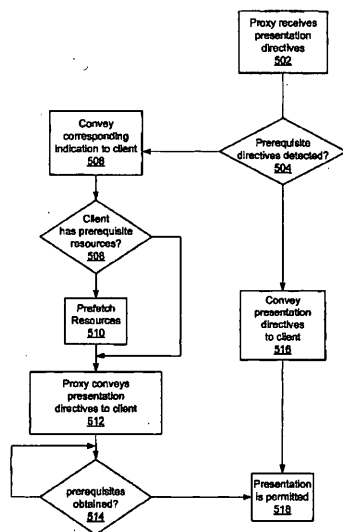 Proxy receives
presentation
directives
502
Prerequisite
directives detected?
504
Convey
corresponding
indication to client
506
Client
has prerequisite
resources?
508
Prefetch
Resources
510
Proxy conveys
presentation
directives to client
512
prerequisites
obtained?
514
Convey
presentation
directives
to client
516
Presentation
is permitted
518